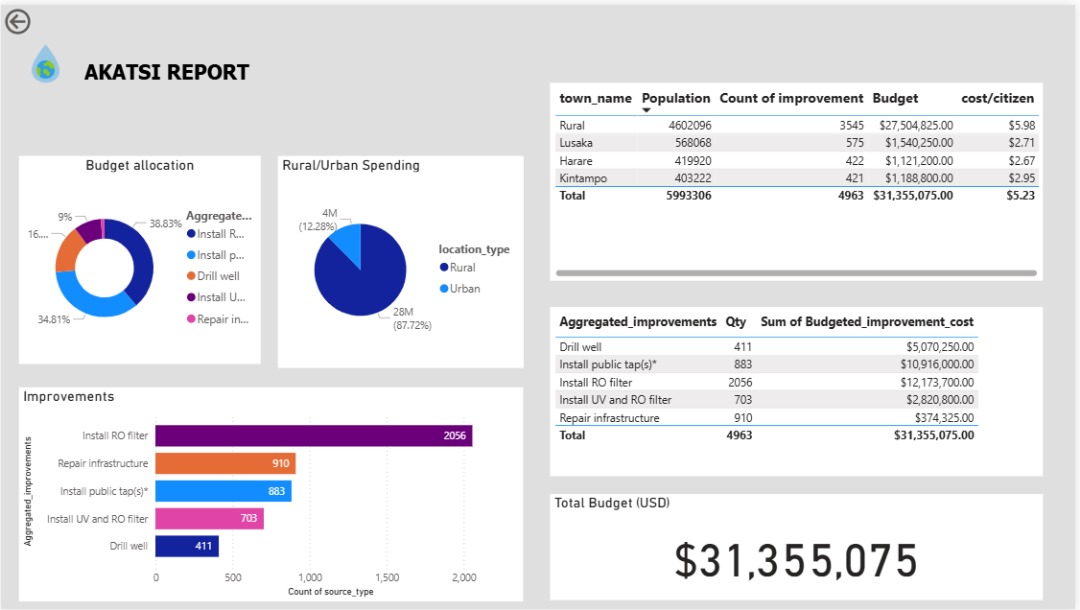 AKATSI REPORT
Budget allocation
9%
38.83%
16....
34.81%
Aggregate...
Install R...
Install p...
Drill well
Install U...
Repair in...
Rural/Urban Spending
4M
(12.28%)
28M
(87.72%)
location_type
Rural
Urban
Improvements
Aggregated_improvements
Install RO filter 2056
Repair infrastructure 910
Install public tap(s)* 883
Install UV and RO filter 703
Drill well 411
0 500 1,000 1,500 2,000
Count of source_type
town_name Population Count of improvement Budget cost/citizen
Rural 4602096 3545 $27,504,825.00 $5.98
Lusaka 568068 575 $1,540,250.00 $2.71
Harare 419920 422 $1,121,200.00 $2.67
Kintampo 403222 421 $1,188,800.00 $2.95
Total 5993306 4963 $31,355,075.00 $5.23
Aggregated_improvements Qty Sum of Budgeted_improvement_cost
Drill well 411 $5,070,250.00
Install public tap(s)* 883 $10,916,000.00
Install RO filter 2056 $12,173,700.00
Install UV and RO filter 703 $2,820,800.00
Repair infrastructure 910 $374,325.00
Total 4963 $31,355,075.00
Total Budget (USD)
$31,355,075